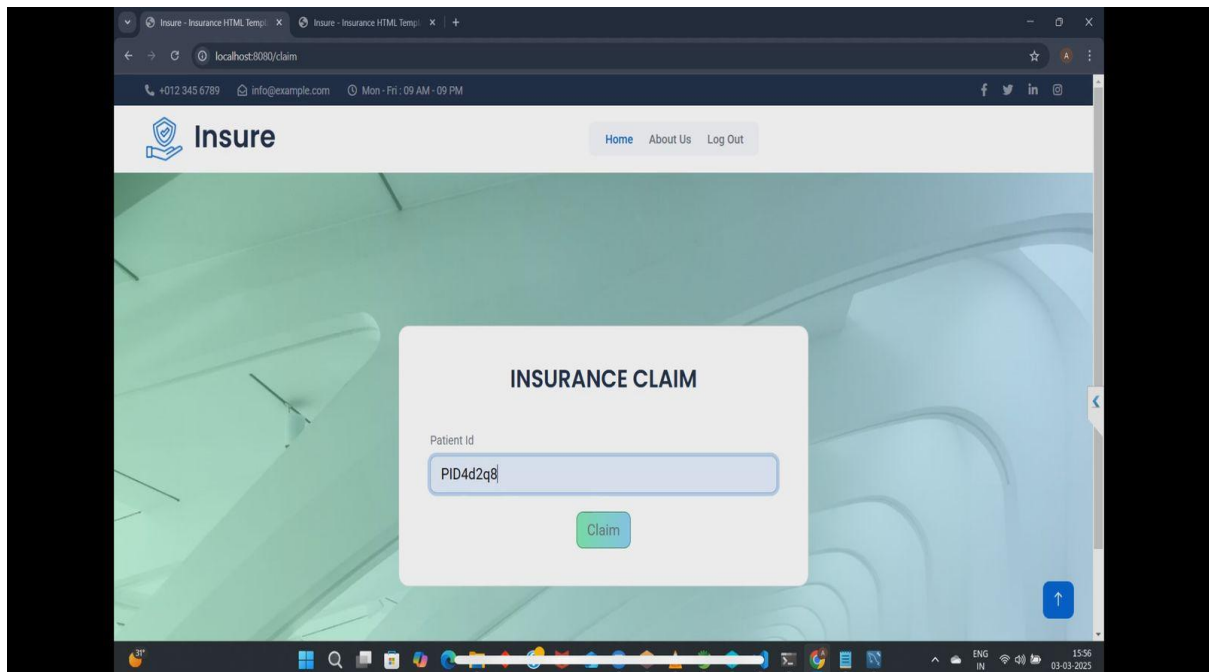 Insure - Insurance HTML Templ
Insure - Insurance HTML Templ
localhost:8080/claim
A
+012 345 6789 info@example.com Mon - Fri : 09 AM - 09 PM
Insure
Home About Us Log Out
INSURANCE CLAIM
Patient Id
PID4d2q8
Claim
31°
ENG
IN
15:56
03-03-2025